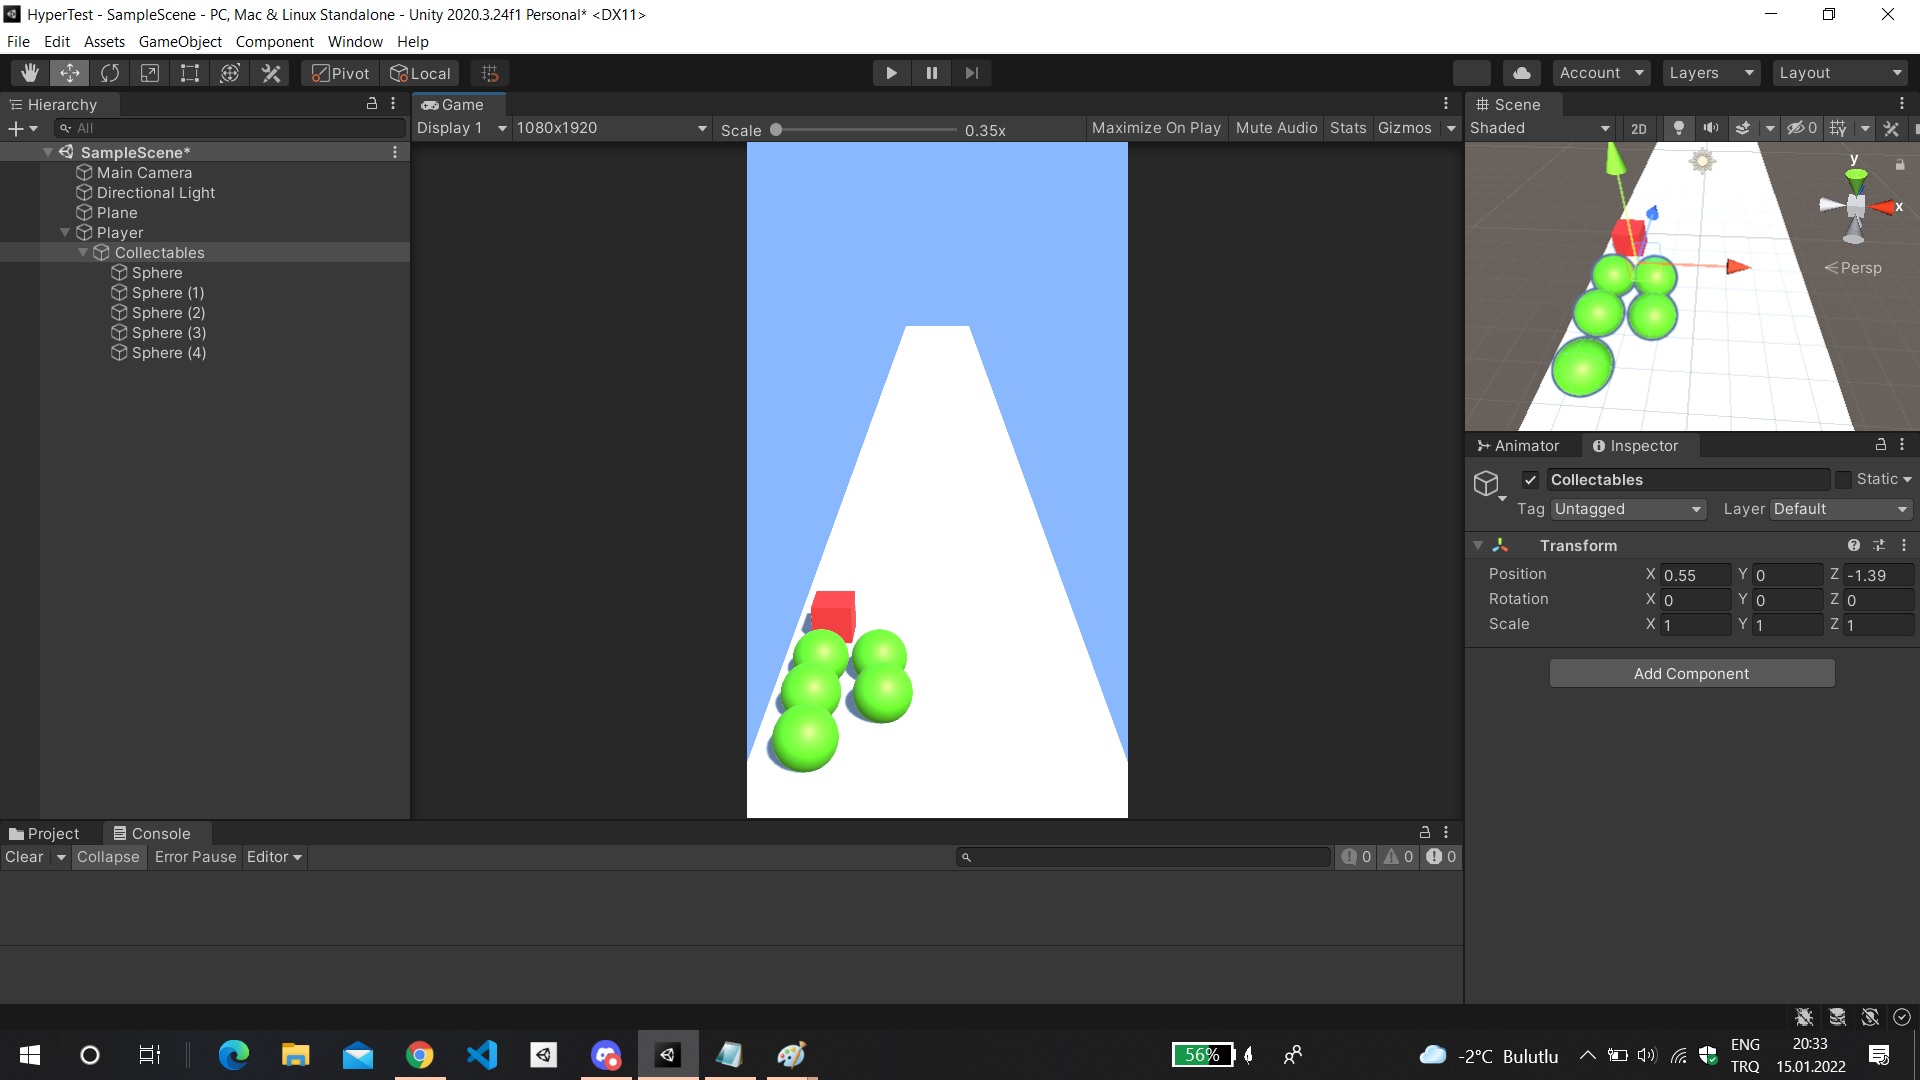 HyperTest - SampleScene - PC, Mac & Linux Standalone - Unity 2020.3.24f1 Personal* <DX11>
File Edit Assets GameObject Component Window Help
Pivot Local Account Layers Layout
Hierarchy
All
SampleScene*
Main Camera
Directional Light
Plane
Player
Collectables
Sphere
Sphere (1)
Sphere (2)
Sphere (3)
Sphere (4)
Game
Display 1 1080x1920 Scale 0.35x Maximize On Play Mute Audio Stats Gizmos
Scene
Shaded 2D 0
y
x
Persp
Animator Inspector
Collectables Static
Tag Untagged Layer Default
Transform
Position X 0.55 Y 0 Z -1.39
Rotation X 0 Y 0 Z 0
Scale X 1 Y 1 Z 1
Add Component
Project Console
Clear Collapse Error Pause Editor 0 0 0
56% -2°C Bulutlu
ENG
TRQ
20:33
15.01.2022